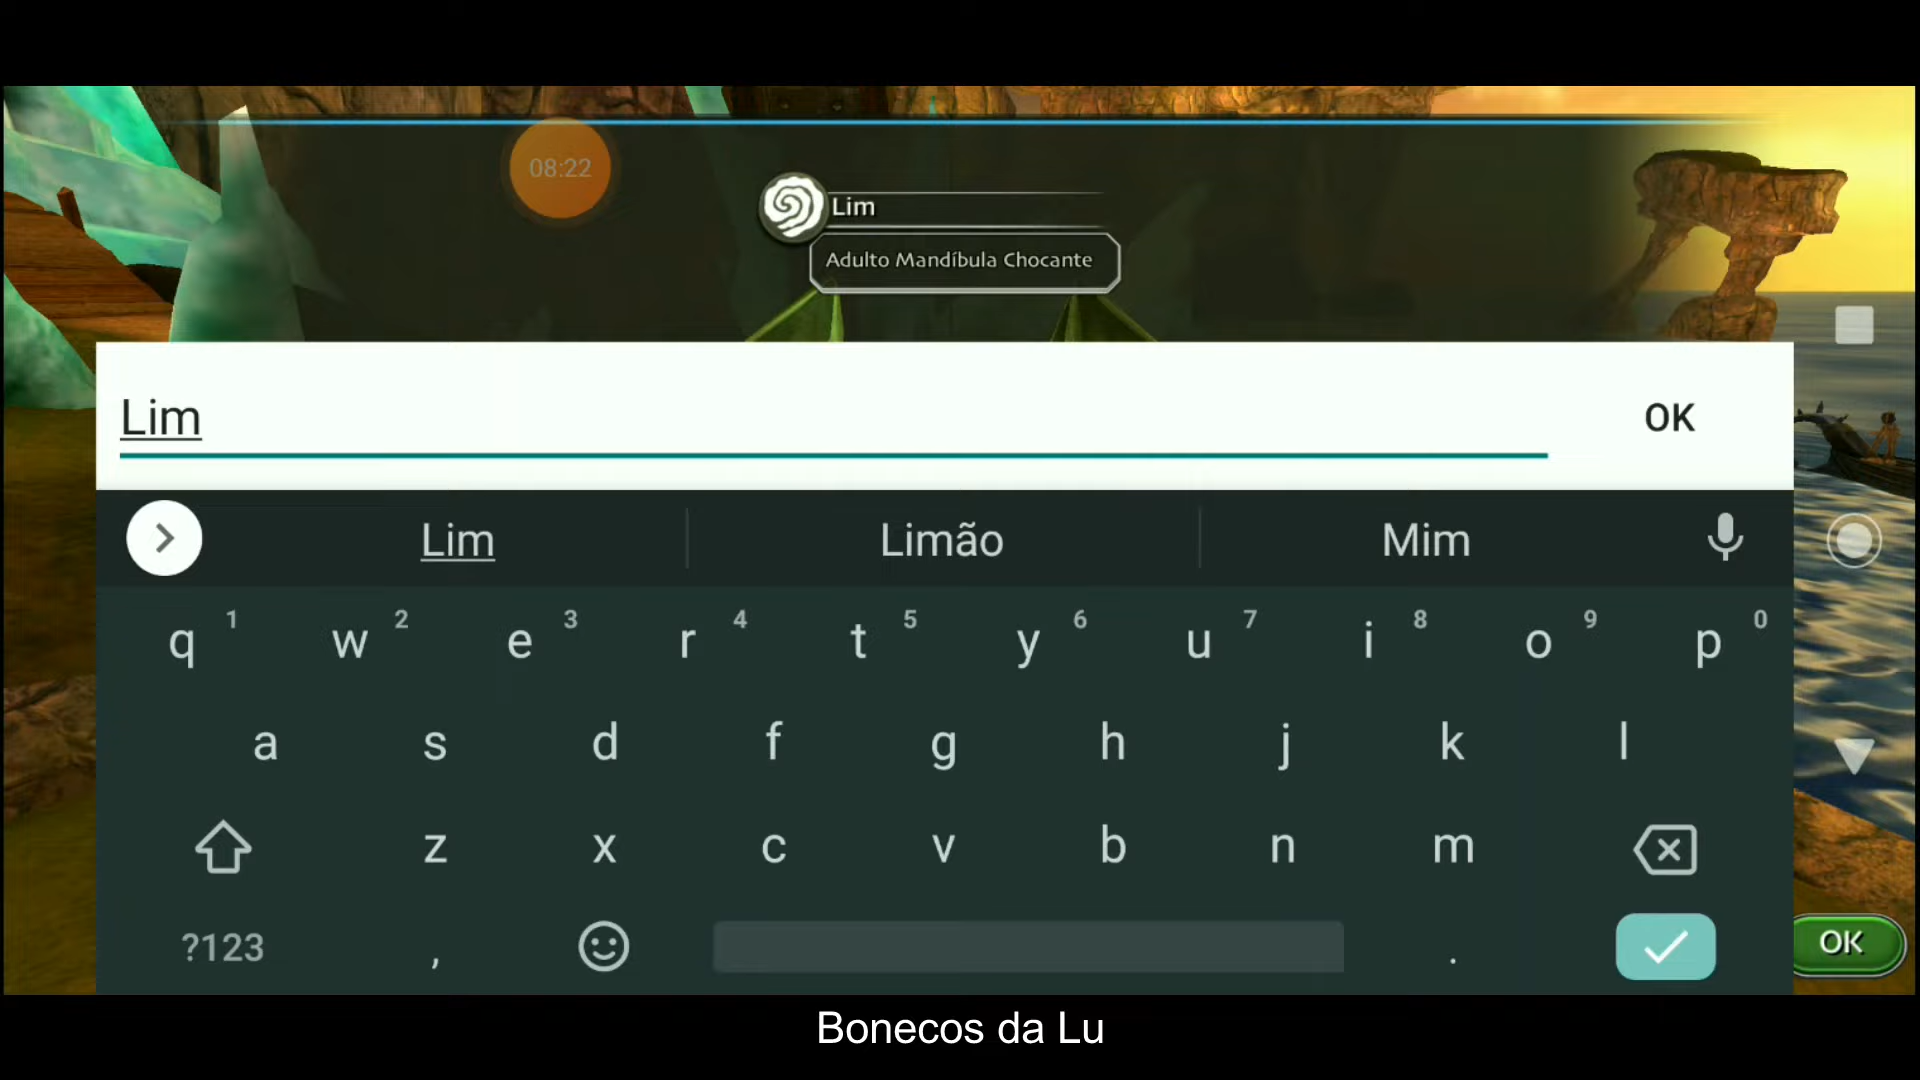 08:22
Lim
Adulto Mandíbula Chocante
Lim
OK
Lim
Limão
Mim
q 1 w 2 e 3 r 4 t 5 y 6 u 7 i 8 o 9 p 0
a s d f g h j k l
z x c v b n m
?123 , .
OK
Bonecos da Lu